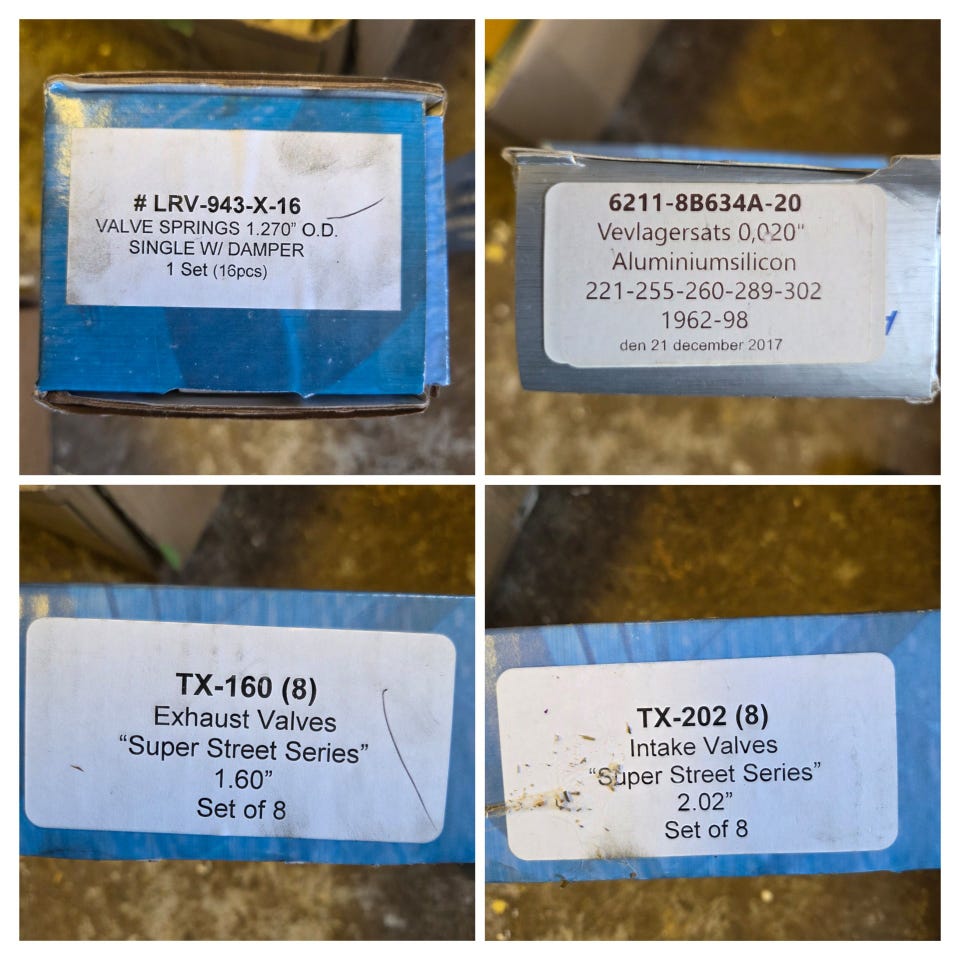 # LRV-943-X-16
VALVE SPRINGS 1.270" O.D.
SINGLE W/ DAMPER
1 Set (16pcs)
6211-8B634A-20
Vevlagersats 0,020"
Aluminiumsilicon
221-255-260-289-302
1962-98
den 21 december 2017
TX-160 (8)
Exhaust Valves
“Super Street Series”
1.60”
Set of 8
TX-202 (8)
Intake Valves
“Super Street Series”
2.02”
Set of 8